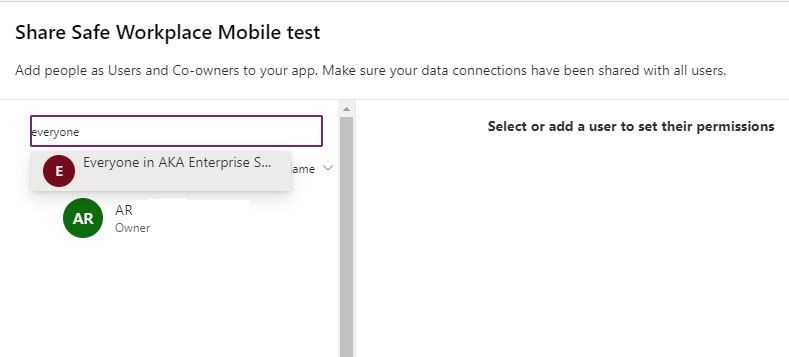 Share Safe Workplace Mobile test
Add people as Users and Co-owners to your app. Make sure your data connections have been shared with all users.
everyone
Select or add a user to set their permissions
E
Everyone in AKA Enterprise S...
lame
AR
AR
Owner